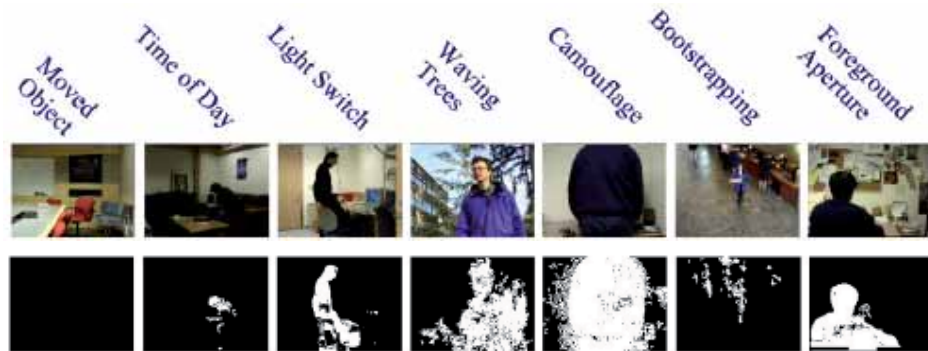 Moved
Object
Time of Day
Light Switch
Waving
Trees
Camouflage
Bootstrapping
Foreground
Aperture